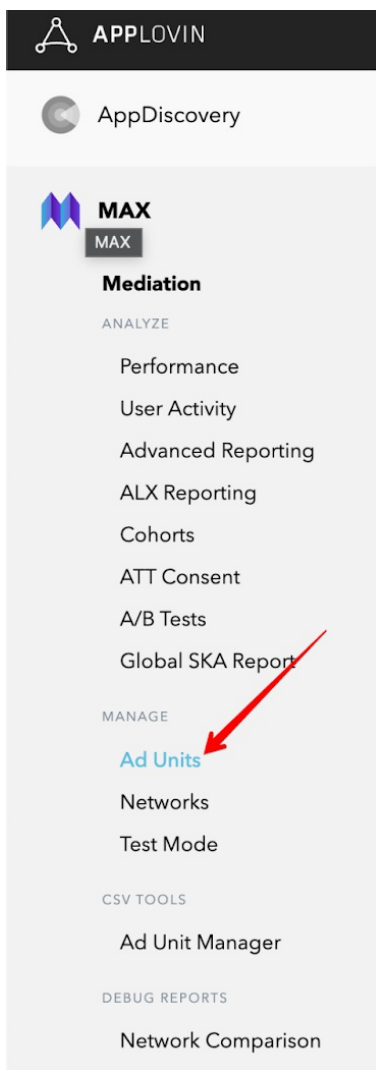 APPLOVIN
AppDiscovery
MAX
MAX
Mediation
ANALYZE
Performance
User Activity
Advanced Reporting
ALX Reporting
Cohorts
ATT Consent
A/B Tests
Global SKA Report
MANAGE
Ad Units
Networks
Test Mode
CSV TOOLS
Ad Unit Manager
DEBUG REPORTS
Network Comparison